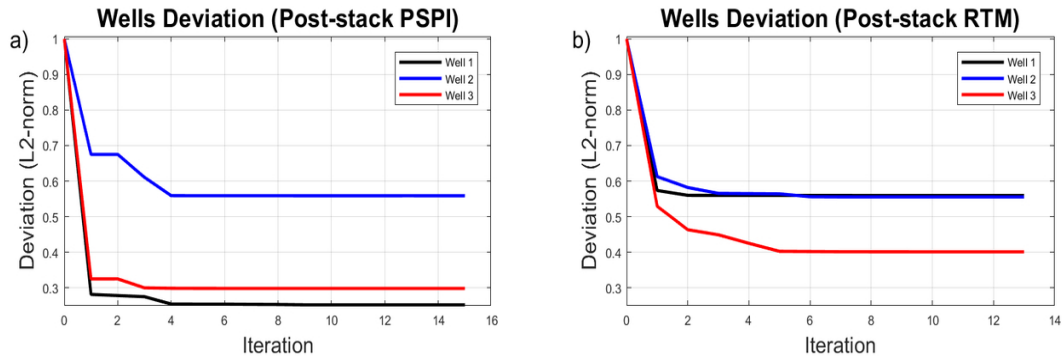 Wells Deviation (Post-stack PSPI)
a)
Deviation (L2-norm)
1
0.9
0.8
0.7
0.6
0.5
0.4
0.3
Well 1
Well 2
Well 3
0 2 4 6 8 10 12 14 16
Iteration
Wells Deviation (Post-stack RTM)
b)
Deviation (L2-norm)
1
0.9
0.8
0.7
0.6
0.5
0.4
0.3
Well 1
Well 2
Well 3
0 2 4 6 8 10 12 14
Iteration